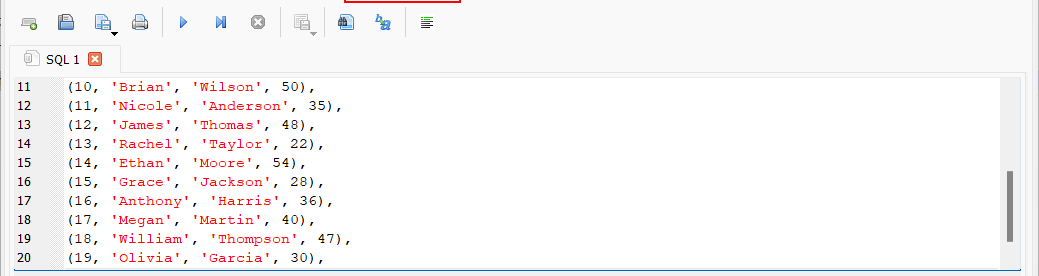 SQL 1
11 (10, 'Brian', 'Wilson', 50),
12 (11, 'Nicole', 'Anderson', 35),
13 (12, 'James', 'Thomas', 48),
14 (13, 'Rachel', 'Taylor', 22),
15 (14, 'Ethan', 'Moore', 54),
16 (15, 'Grace', 'Jackson', 28),
17 (16, 'Anthony', 'Harris', 36),
18 (17, 'Megan', 'Martin', 40),
19 (18, 'William', 'Thompson', 47),
20 (19, 'Olivia', 'Garcia', 30),